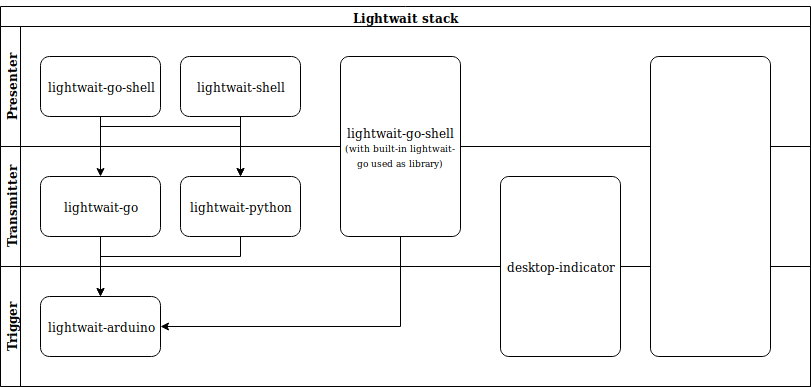 Lightwait stack
Presenter
lightwait-go-shell
lightwait-shell
lightwait-go-shell
(with built-in lightwait-
go used as library)
Transmitter
lightwait-go
lightwait-python
desktop-indicator
Trigger
lightwait-arduino